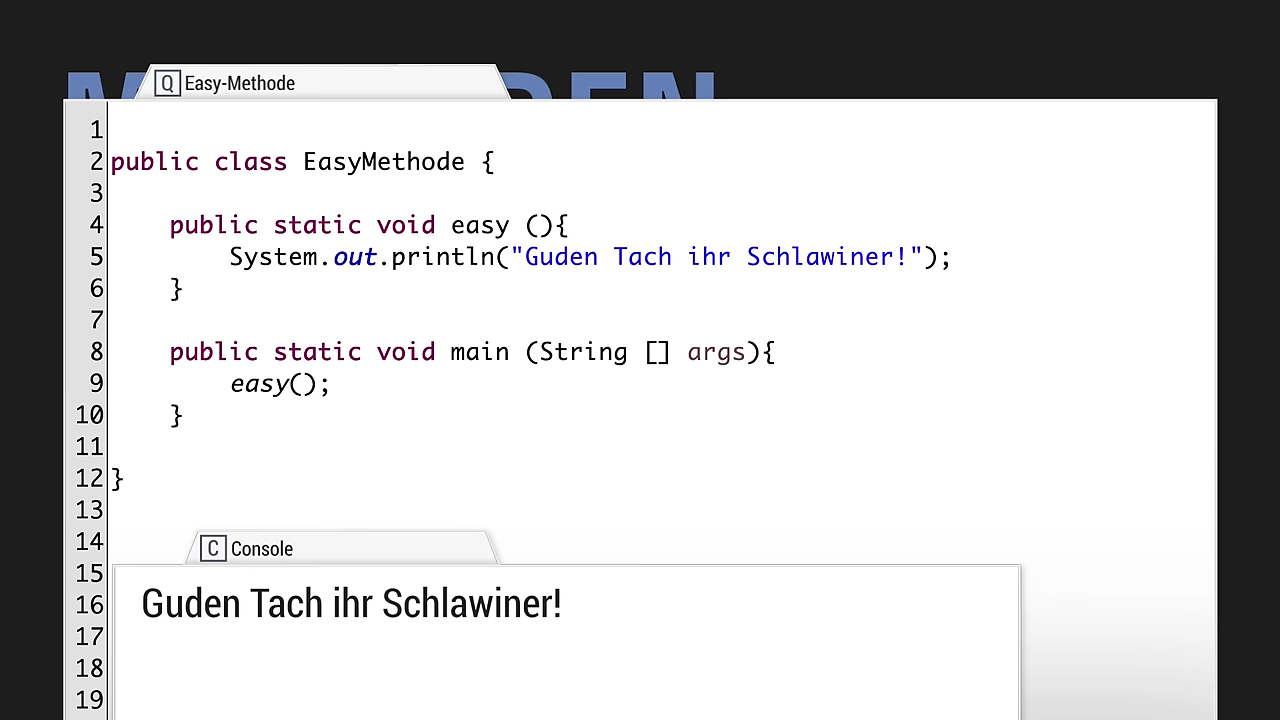 Q Easy-Methode
1
2 public class EasyMethode {
3
4 public static void easy (){
5 System.out.println("Guden Tach ihr Schlawiner!");
6 }
7
8 public static void main (String [] args){
9 easy();
10 }
11
12 }
13
14
C Console
15
16 Guden Tach ihr Schlawiner!
17
18
19